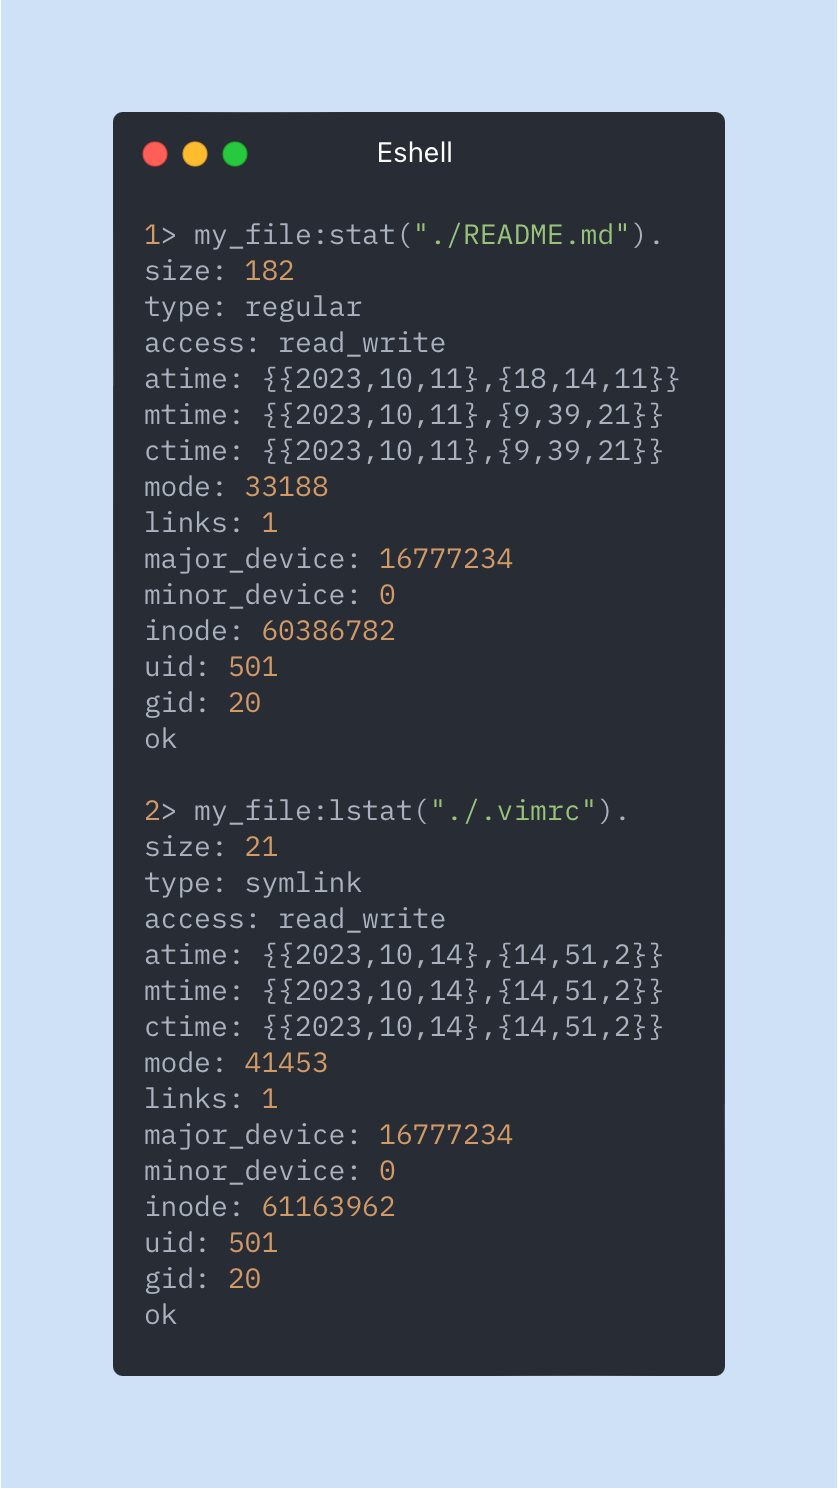 Eshell
1> my_file:stat("./README.md").
size: 182
type: regular
access: read_write
atime: {{2023,10,11},{18,14,11}}
mtime: {{2023,10,11},{9,39,21}}
ctime: {{2023,10,11},{9,39,21}}
mode: 33188
links: 1
major_device: 16777234
minor_device: 0
inode: 60386782
uid: 501
gid: 20
ok
2> my_file:lstat("./.vimrc").
size: 21
type: symlink
access: read_write
atime: {{2023,10,14},{14,51,2}}
mtime: {{2023,10,14},{14,51,2}}
ctime: {{2023,10,14},{14,51,2}}
mode: 41453
links: 1
major_device: 16777234
minor_device: 0
inode: 61163962
uid: 501
gid: 20
ok